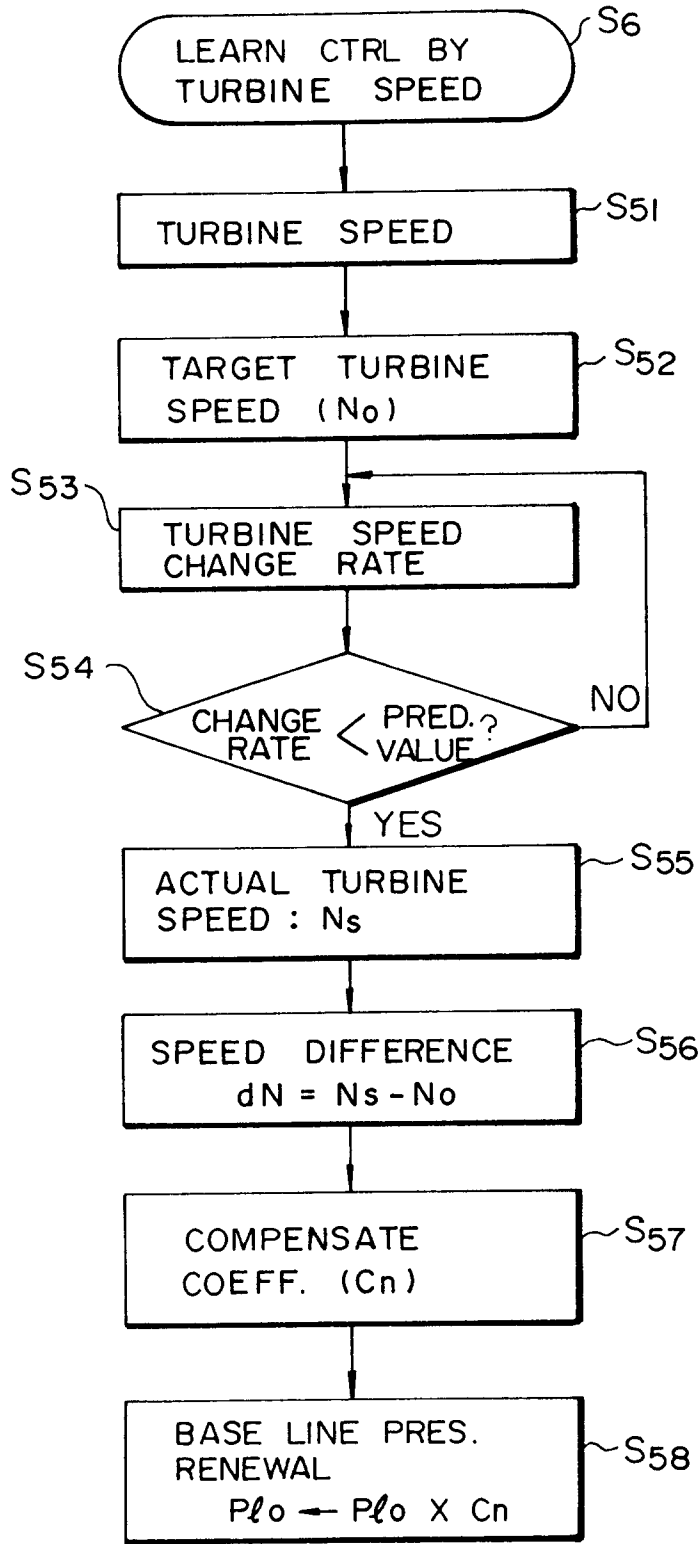 S6
LEARN CTRL BY
TURBINE SPEED
S51
TURBINE SPEED
S52
TARGET TURBINE
SPEED (No)
S53
TURBINE SPEED
CHANGE RATE
S54
NO
CHANGE RATE < PRED. VALUE?
YES
S55
ACTUAL TURBINE
SPEED : Ns
S56
SPEED DIFFERENCE
dN = Ns - No
S57
COMPENSATE
COEFF. (Cn)
S58
BASE LINE PRES.
RENEWAL
Plo ← Plo X Cn